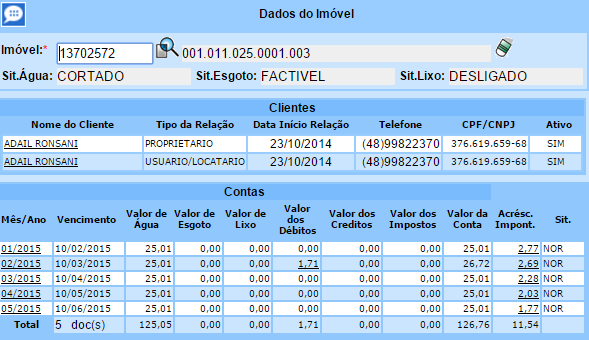 Dados do Imóvel
Imóvel:* 13702572 001.011.025.0001.003
Sit.Água: CORTADO Sit.Esgoto: FACTIVEL Sit.Lixo: DESLIGADO
Clientes
Nome do Cliente Tipo da Relação Data Início Relação Telefone CPF/CNPJ Ativo
ADAIL RONSANI PROPRIETARIO 23/10/2014 (48)99822370 376.619.659-68 SIM
ADAIL RONSANI USUARIO/LOCATARIO 23/10/2014 (48)99822370 376.619.659-68 SIM
Contas
Mês/Ano Vencimento Valor de Água Valor de Esgoto Valor de Lixo Valor dos Débitos Valor dos Creditos Valor dos Impostos Valor da Conta Acrésc. Impont. Sit.
01/2015 10/02/2015 25,01 0,00 0,00 0,00 0,00 0,00 25,01 2,77 NOR
02/2015 10/03/2015 25,01 0,00 0,00 1,71 0,00 0,00 26,72 2,69 NOR
03/2015 10/04/2015 25,01 0,00 0,00 0,00 0,00 0,00 25,01 2,28 NOR
04/2015 10/05/2015 25,01 0,00 0,00 0,00 0,00 0,00 25,01 2,03 NOR
05/2015 10/06/2015 25,01 0,00 0,00 0,00 0,00 0,00 25,01 1,77 NOR
Total 5 doc(s) 125,05 0,00 0,00 1,71 0,00 0,00 126,76 11,54